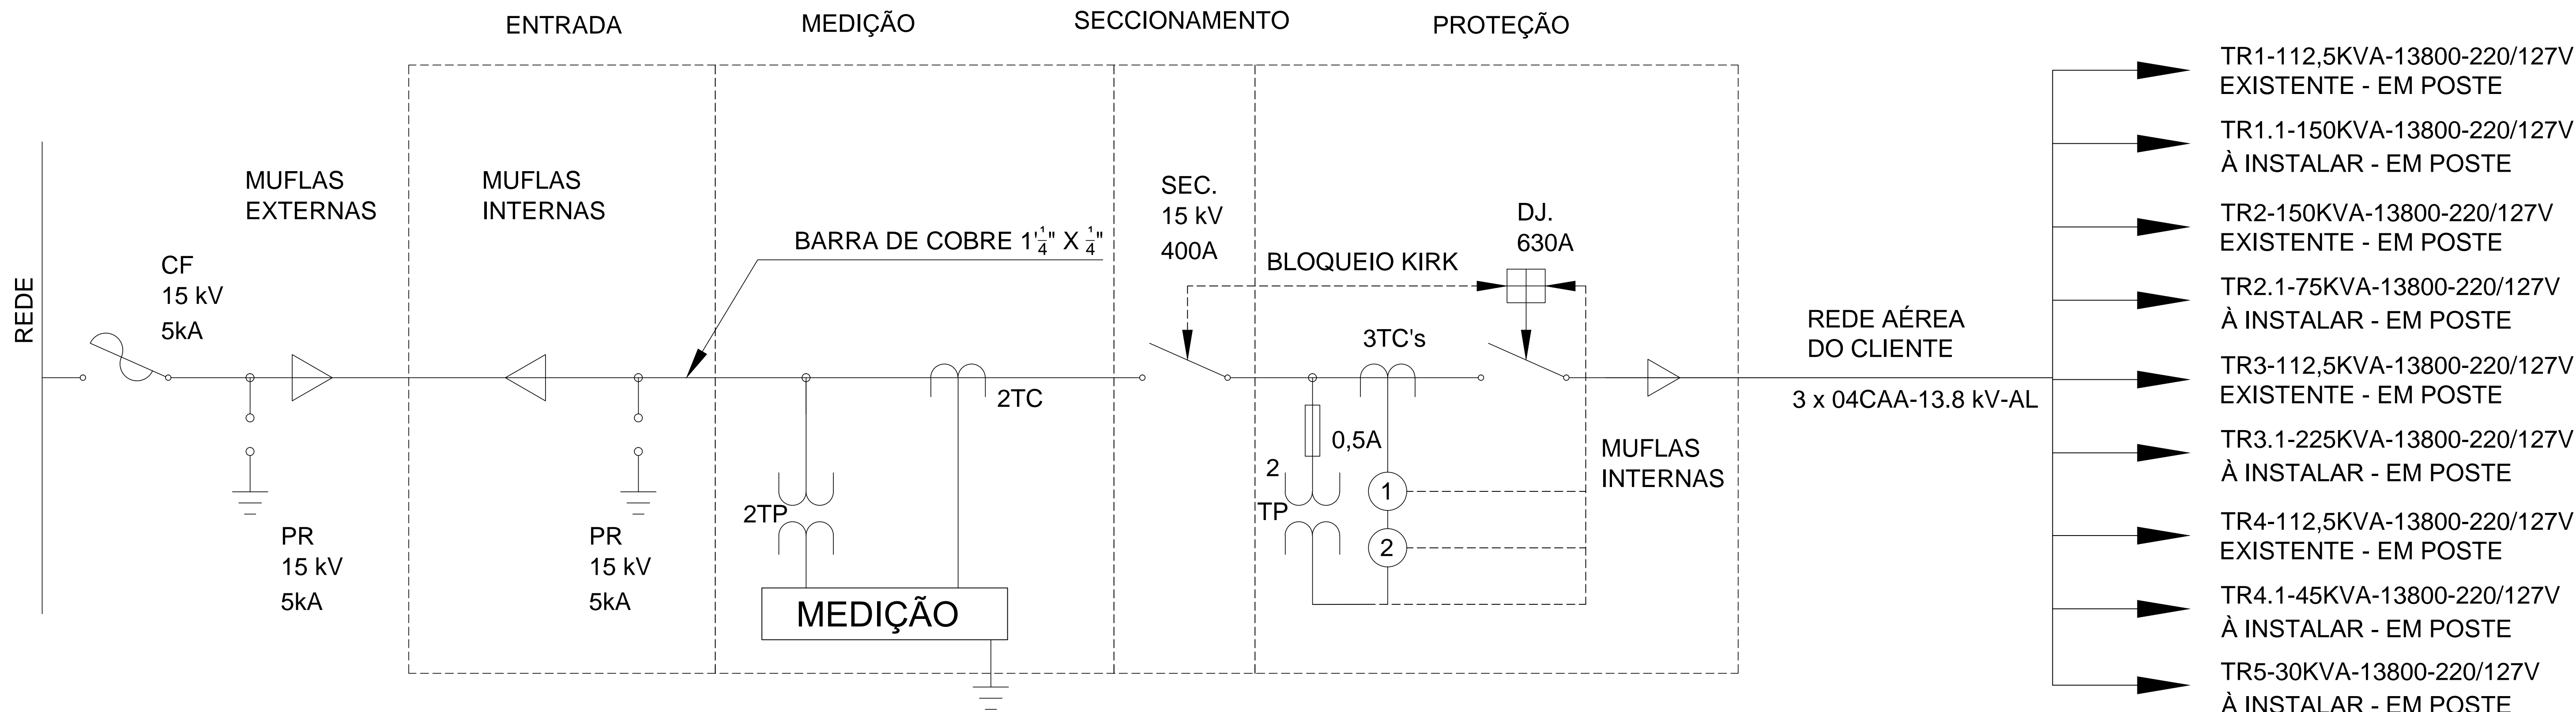 ENTRADA
MEDIÇÃO
SECCIONAMENTO
PROTEÇÃO
REDE
CF
15 kV
5kA
MUFLAS
EXTERNAS
PR
15 kV
5kA
MUFLAS
INTERNAS
PR
15 kV
5kA
BARRA DE COBRE 1'1/4" X 1/4"
2TC
2TP
MEDIÇÃO
SEC.
15 kV
400A
BLOQUEIO KIRK
DJ.
630A
3TC's
0,5A
2
TP
1
2
MUFLAS
INTERNAS
REDE AÉREA
DO CLIENTE
3 x 04CAA-13.8 kV-AL
TR1-112,5KVA-13800-220/127V
EXISTENTE - EM POSTE
TR1.1-150KVA-13800-220/127V
À INSTALAR - EM POSTE
TR2-150KVA-13800-220/127V
EXISTENTE - EM POSTE
TR2.1-75KVA-13800-220/127V
À INSTALAR - EM POSTE
TR3-112,5KVA-13800-220/127V
EXISTENTE - EM POSTE
TR3.1-225KVA-13800-220/127V
À INSTALAR - EM POSTE
TR4-112,5KVA-13800-220/127V
EXISTENTE - EM POSTE
TR4.1-45KVA-13800-220/127V
À INSTALAR - EM POSTE
TR5-30KVA-13800-220/127V
À INSTALAR - EM POSTE